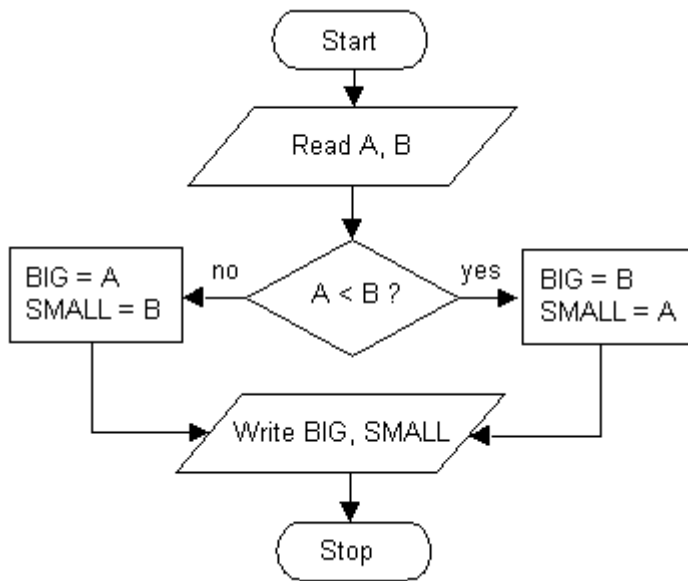 Start
Read A, B
no
A < B ?
yes
BIG = A
SMALL = B
BIG = B
SMALL = A
Write BIG, SMALL
Stop